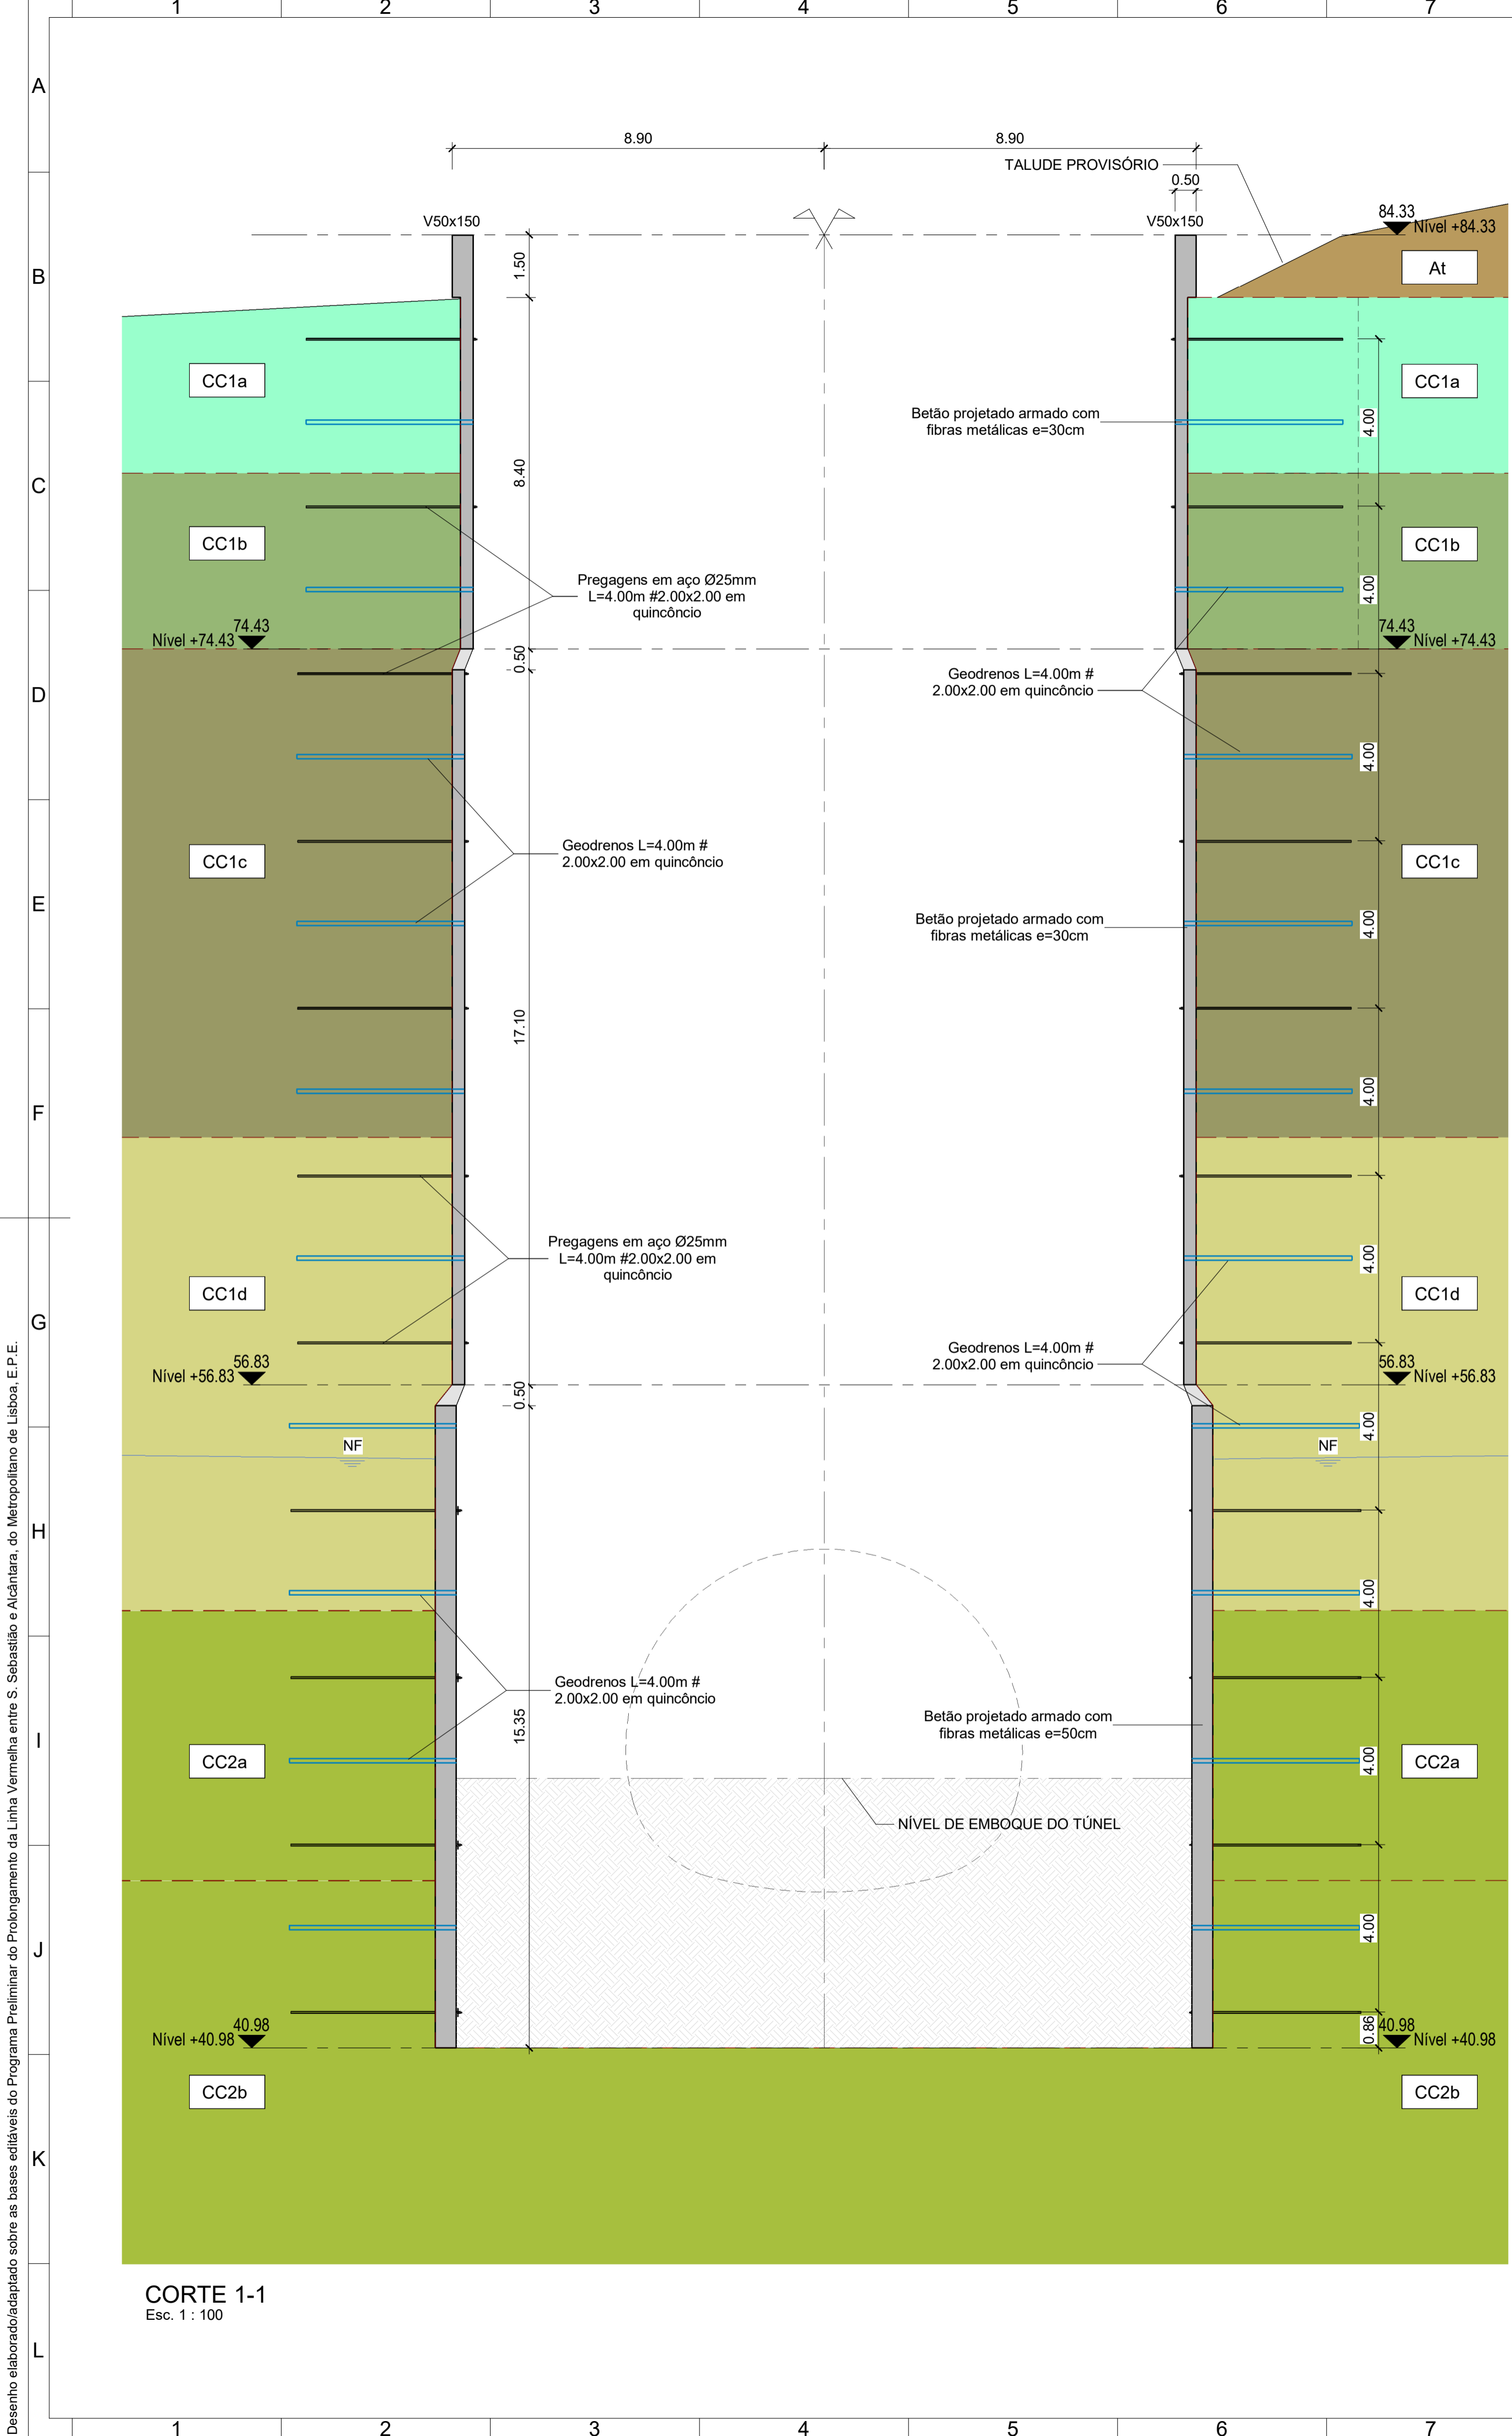 1 2 3 4 5 6 7
A
8.90 8.90
TALUDE PROVISÓRIO
0.50
V50x150 V50x150
84.33
Nível +84.33
B
1.50
At
CC1a CC1a
4.00
Betão projetado armado com
fibras metálicas e=30cm
C
8.40
CC1b CC1b
Pregagens em aço Ø25mm
L=4.00m #2.00x2.00 em
quincôncio
4.00
74.43 74.43
Nível +74.43 Nível +74.43
0.50
D
Geodrenos L=4.00m #
2.00x2.00 em quincôncio
4.00
Geodrenos L=4.00m #
2.00x2.00 em quincôncio
CC1c CC1c
E
Betão projetado armado com
fibras metálicas e=30cm
4.00
17.10
4.00
F
Pregagens em aço Ø25mm
L=4.00m #2.00x2.00 em
quincôncio
4.00
CC1d CC1d
G
Geodrenos L=4.00m #
2.00x2.00 em quincôncio
56.83 56.83
Nível +56.83 Nível +56.83
0.50
4.00
NF NF
H
4.00
Geodrenos L=4.00m #
2.00x2.00 em quincôncio
15.35
Betão projetado armado com
fibras metálicas e=50cm
I
CC2a CC2a
4.00
NÍVEL DE EMBOQUE DO TÚNEL
J
4.00
40.98 0.86 40.98
Nível +40.98 Nível +40.98
CC2b CC2b
K
CORTE 1-1
Esc. 1 : 100
L
1 2 3 4 5 6 7
Desenho elaborado/adaptado sobre as bases editáveis do Programa Preliminar do Prolongamento da Linha Vermelha entre S. Sebastião e Alcântara, do Metropolitano de Lisboa, E.P.E.